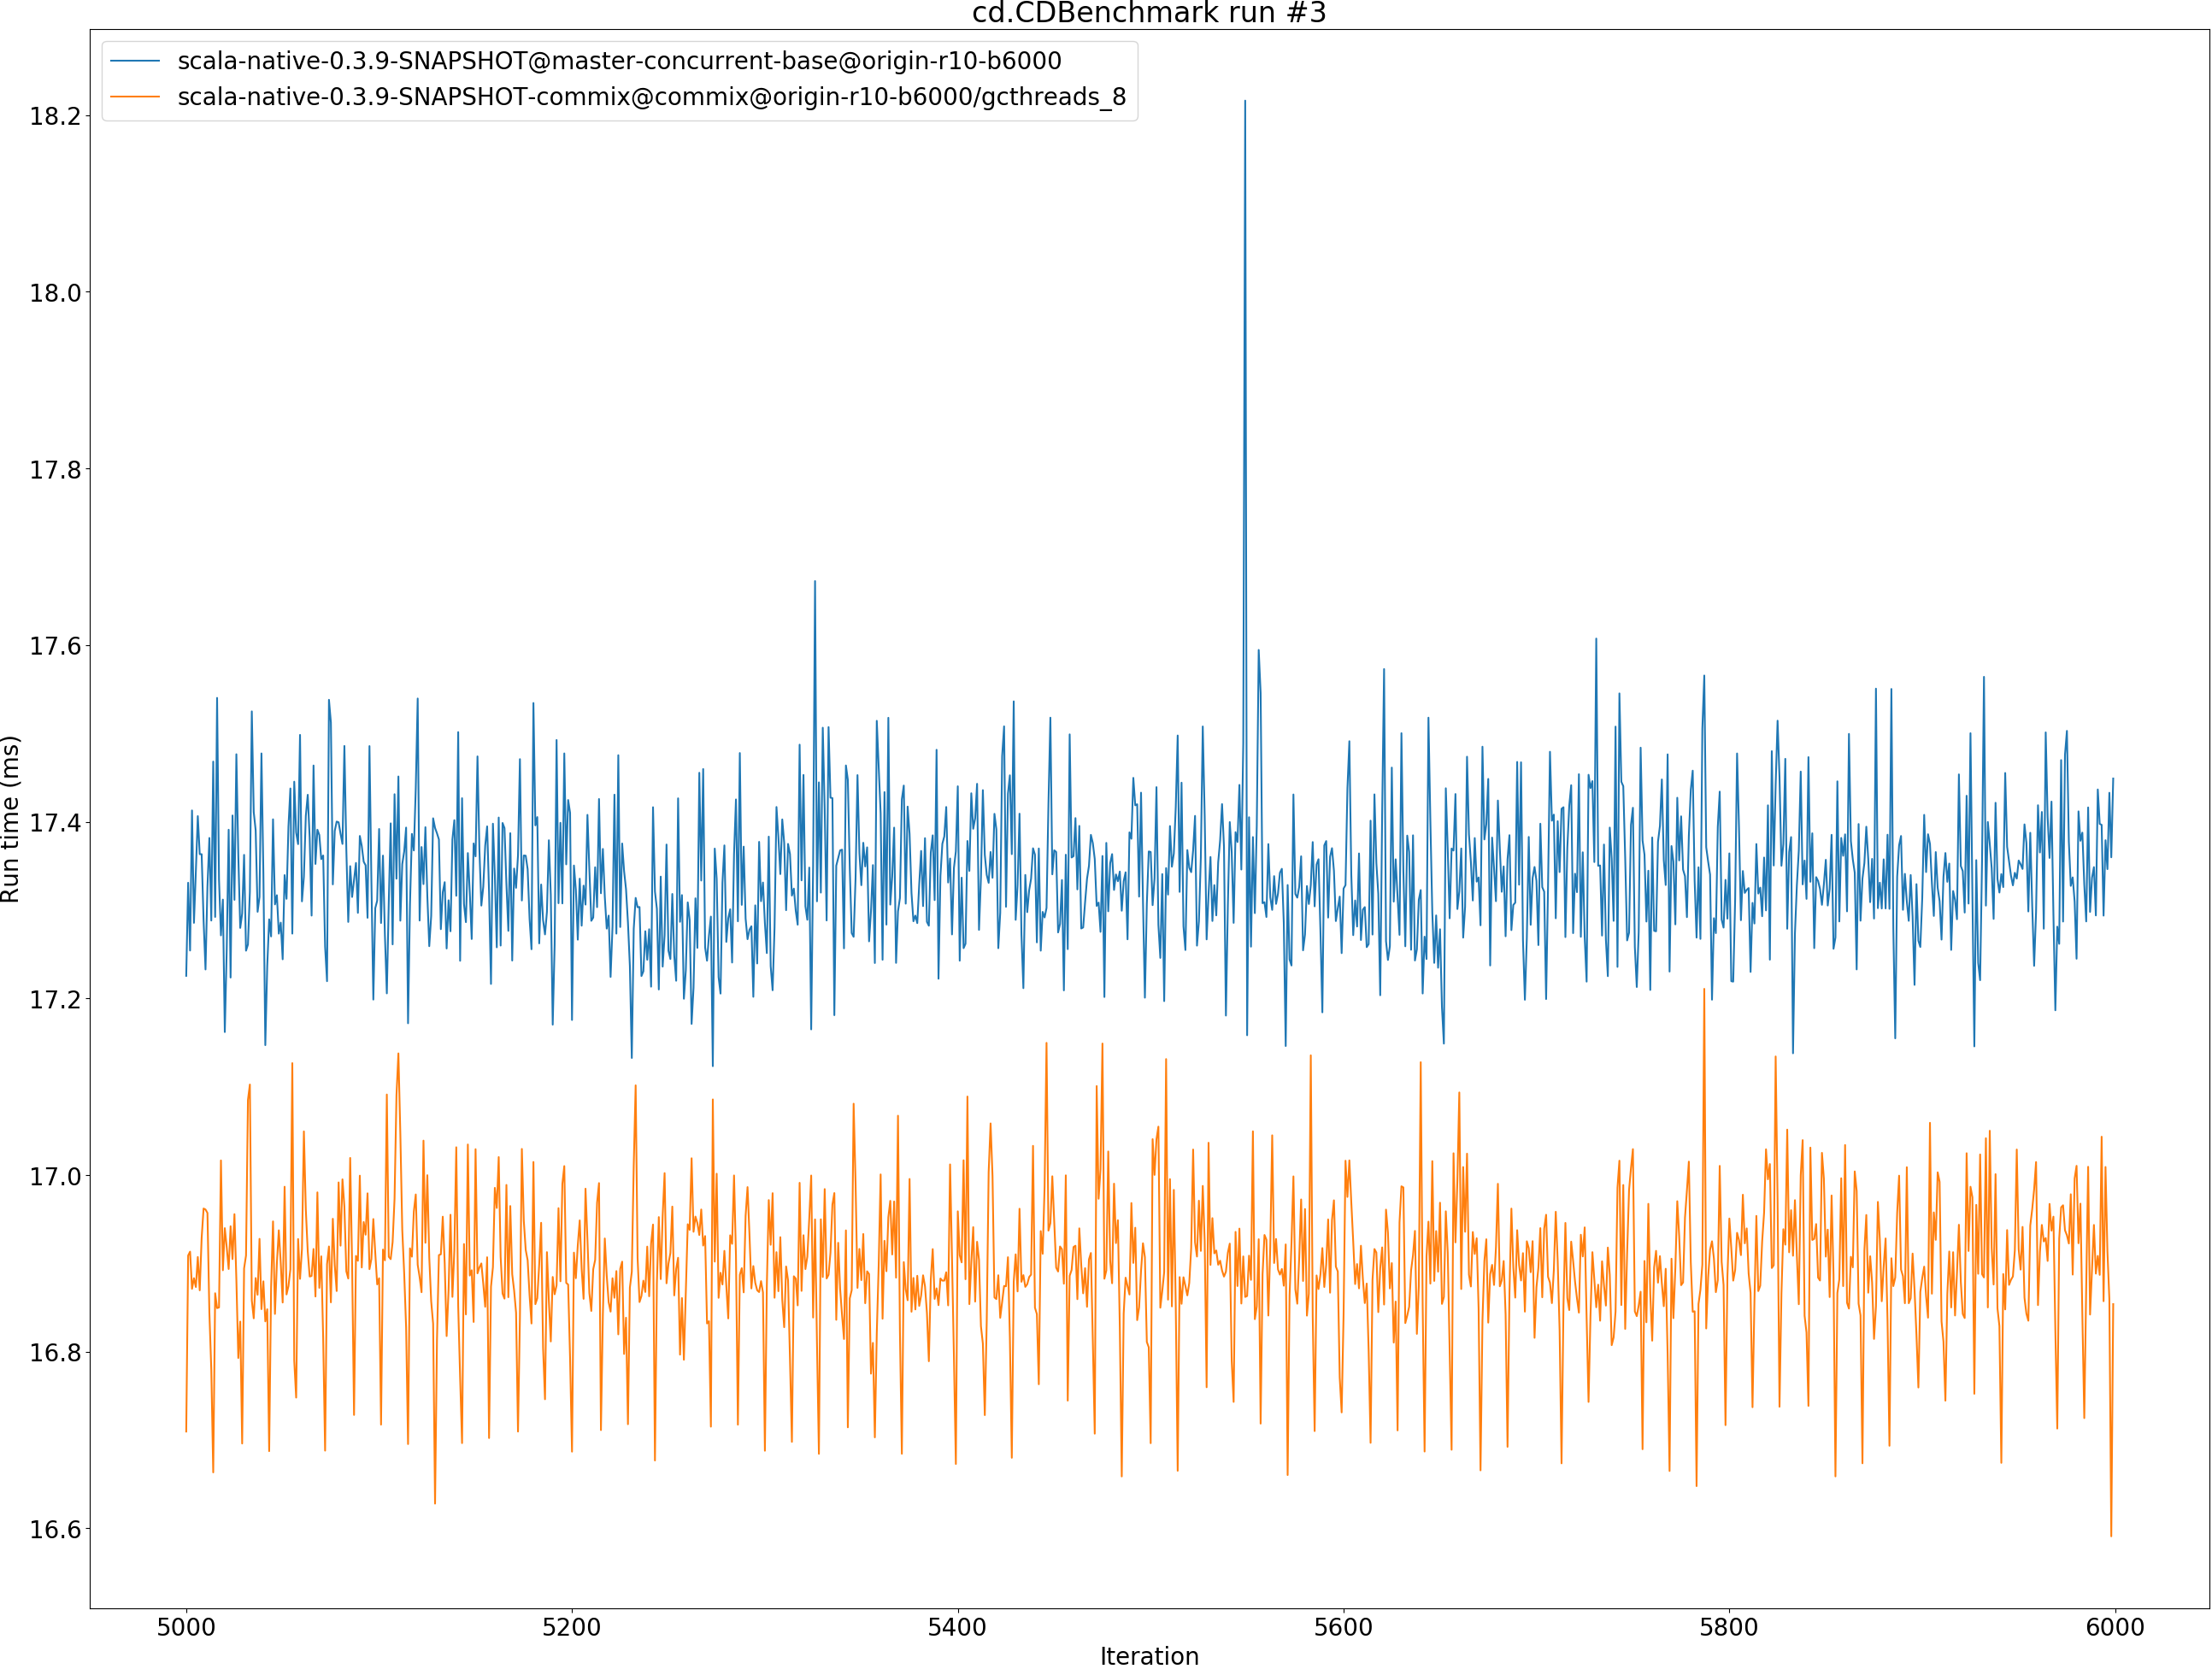 cd.CDBenchmark run #3
scala-native-0.3.9-SNAPSHOT@master-concurrent-base@origin-r10-b6000
scala-native-0.3.9-SNAPSHOT-commix@commix@origin-r10-b6000/gcthreads_8
18.2
18.0
17.8
17.6
17.4
17.2
17.0
16.8
16.6
Run time (ms)
5000 5200 5400 5600 5800 6000
Iteration